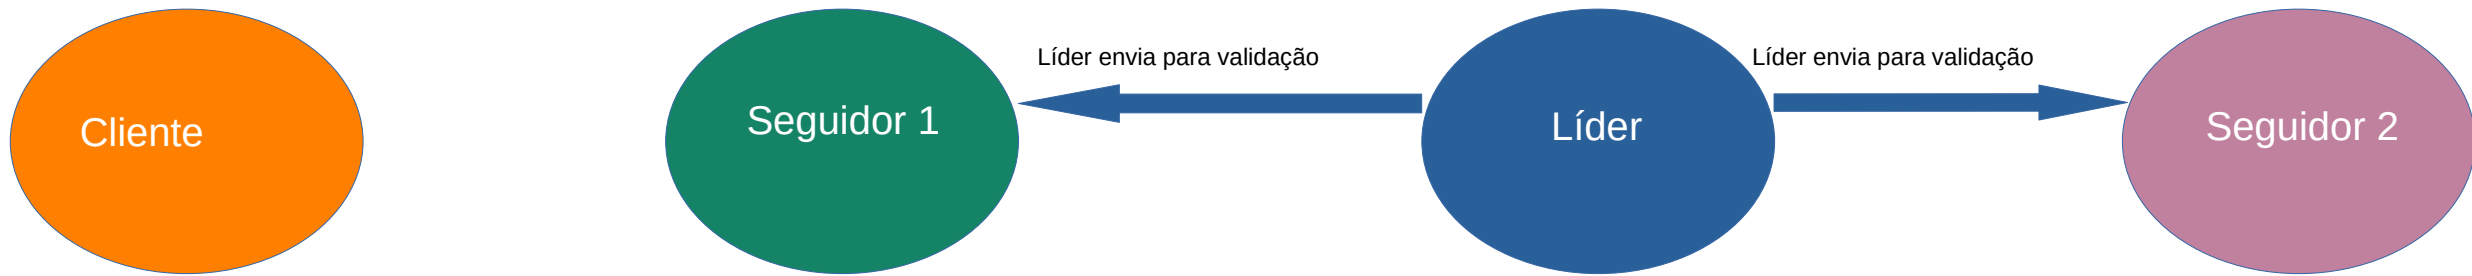 Cliente
Seguidor 1
Líder envia para validação
Líder
Líder envia para validação
Seguidor 2